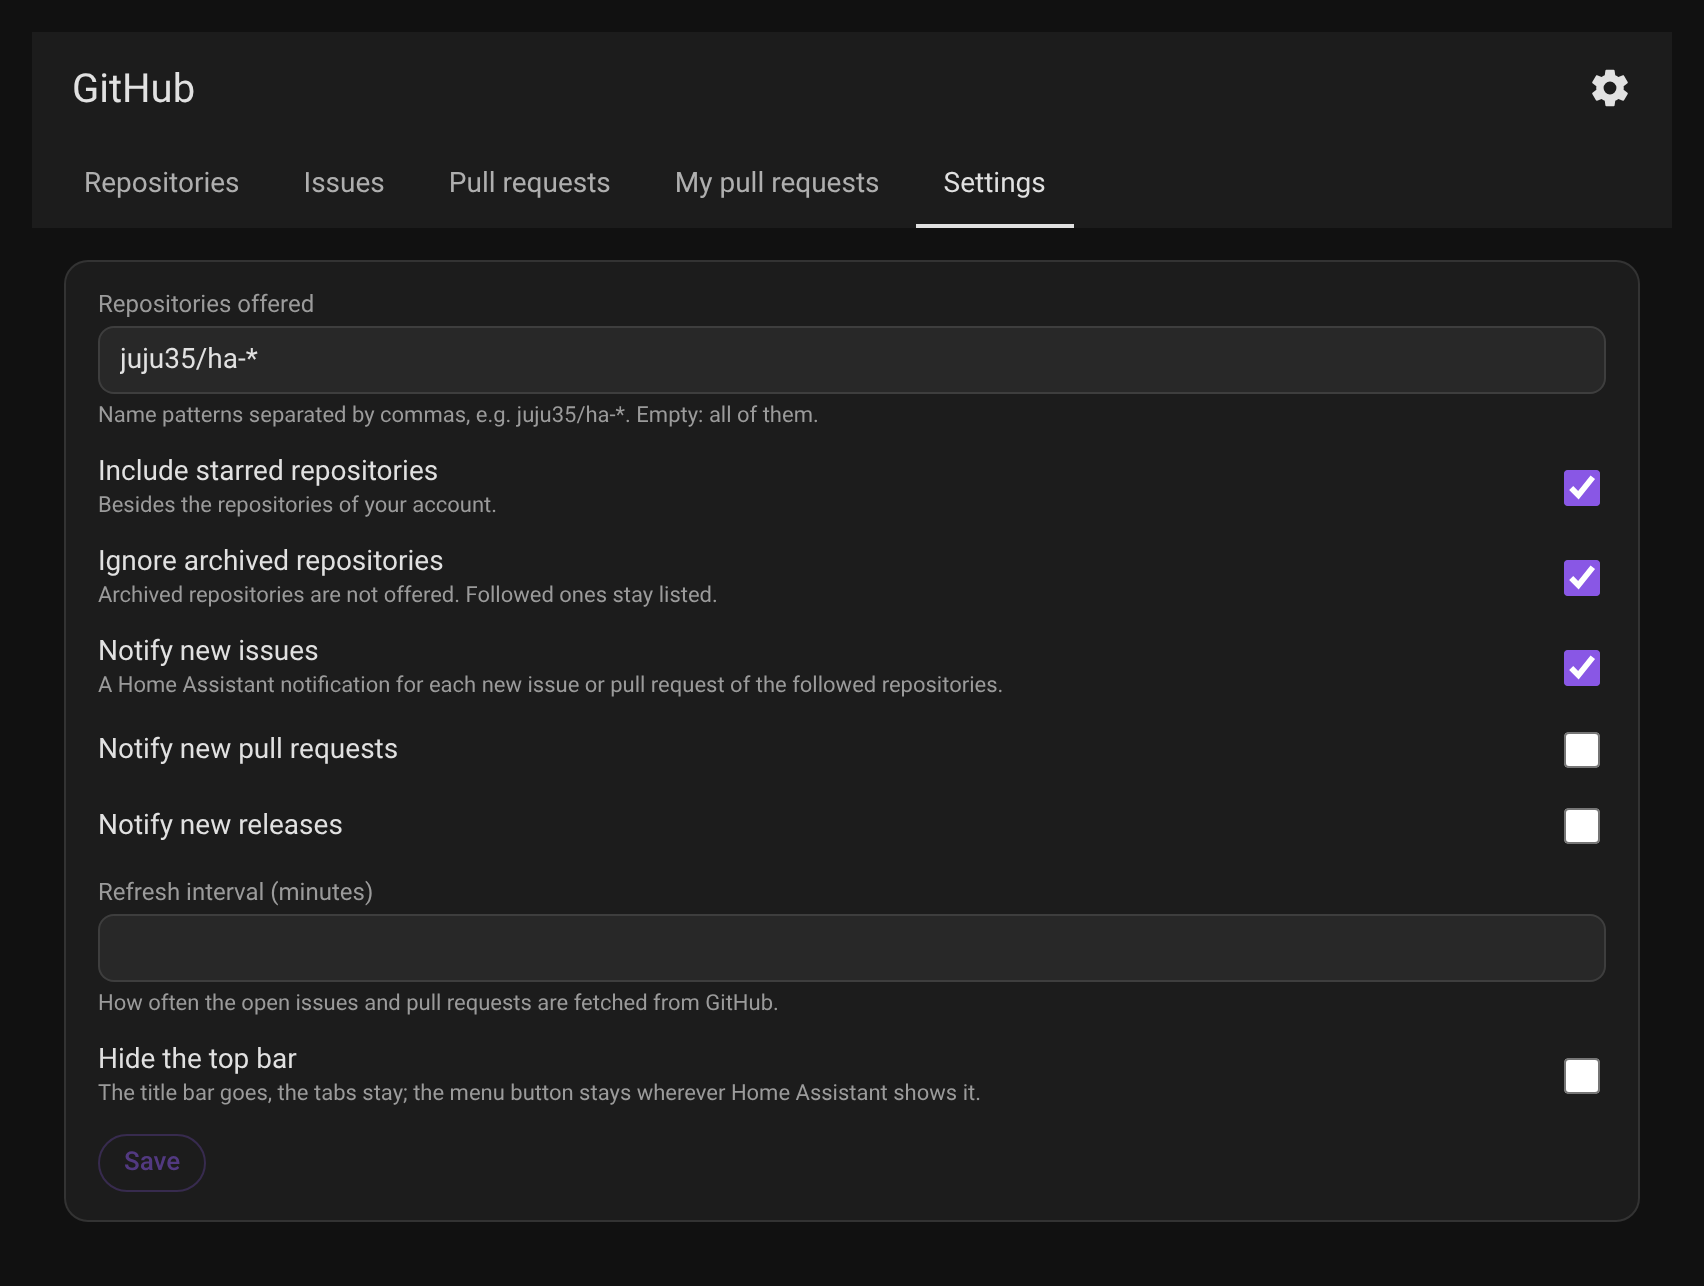 GitHub
Repositories
Issues
Pull requests
My pull requests
Settings
Repositories offered
juju35/ha-*
Name patterns separated by commas, e.g. juju35/ha-*. Empty: all of them.
Include starred repositories
Besides the repositories of your account.
Ignore archived repositories
Archived repositories are not offered. Followed ones stay listed.
Notify new issues
A Home Assistant notification for each new issue or pull request of the followed repositories.
Notify new pull requests
Notify new releases
Refresh interval (minutes)
How often the open issues and pull requests are fetched from GitHub.
Hide the top bar
The title bar goes, the tabs stay; the menu button stays wherever Home Assistant shows it.
Save